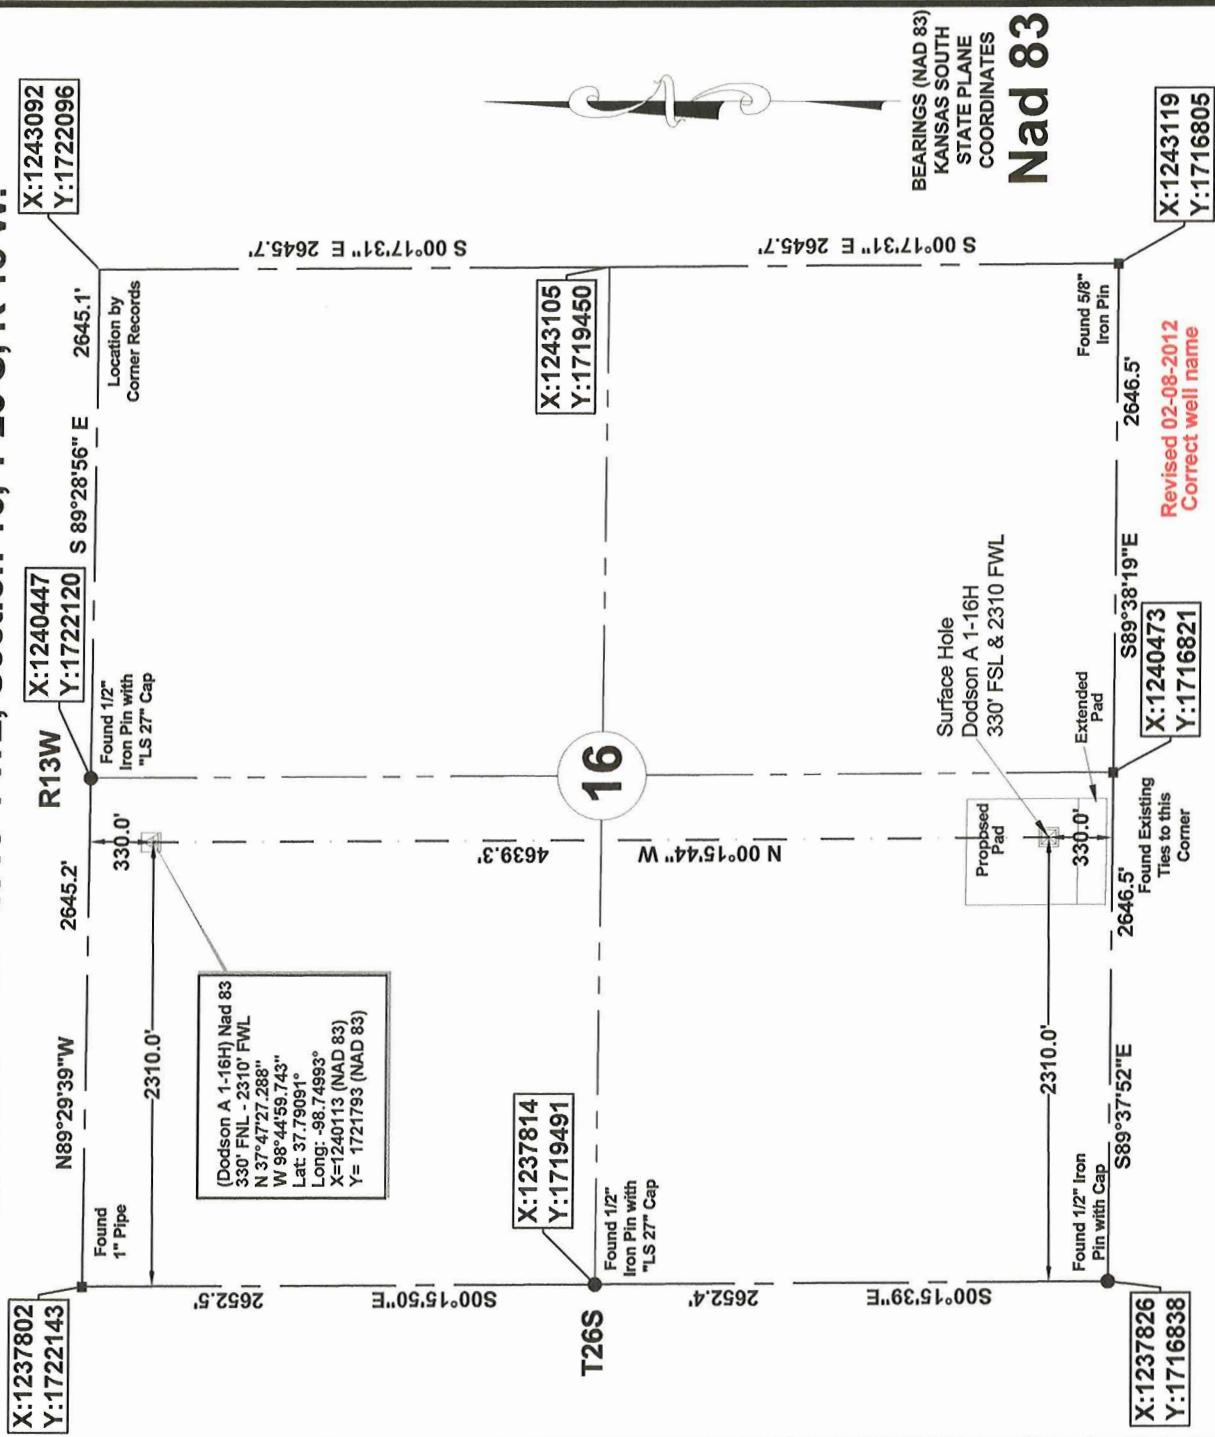 X:1237802
Y:1722143
N89°29'39"W
2645.2'
R13W
X:1240447
Y:1722120
S 89°28'56" E
2645.1'
X:1243092
Y:1722096
Found
1" Pipe
330.0'
Found 1/2"
Iron Pin with
"LS 27" Cap
Location by
Corner Records
2310.0'
(Dodson A 1-16H) Nad 83
330' FNL - 2310' FWL
N 37°47'27.288"
W 98°44'59.743"
Lat: 37.79091°
Long: -98.74993°
X=1240113 (NAD 83)
Y= 1721793 (NAD 83)
S00°15'50"E
2652.5'
4639.3'
N 00°15'44" W
S 00°17'31" E 2645.7'
X:1237814
Y:1719491
T26S
Found 1/2"
Iron Pin with
"LS 27" Cap
16
X:1243105
Y:1719450
S00°15'39"E
2652.4'
S 00°17'31" E 2645.7'
BEARINGS (NAD 83)
KANSAS SOUTH
STATE PLANE
COORDINATES
Nad 83
Surface Hole
Dodson A 1-16H
330' FSL & 2310 FWL
Proposed
Pad
Extended
Pad
2310.0'
330.0'
Found 1/2" Iron
Pin with Cap
Found 5/8"
Iron Pin
S89°37'52"E
2646.5'
S89°38'19"E
2646.5'
Found Existing
Ties to this
Corner
X:1237826
Y:1716838
X:1240473
Y:1716821
X:1243119
Y:1716805
Revised 02-08-2012
Correct well name